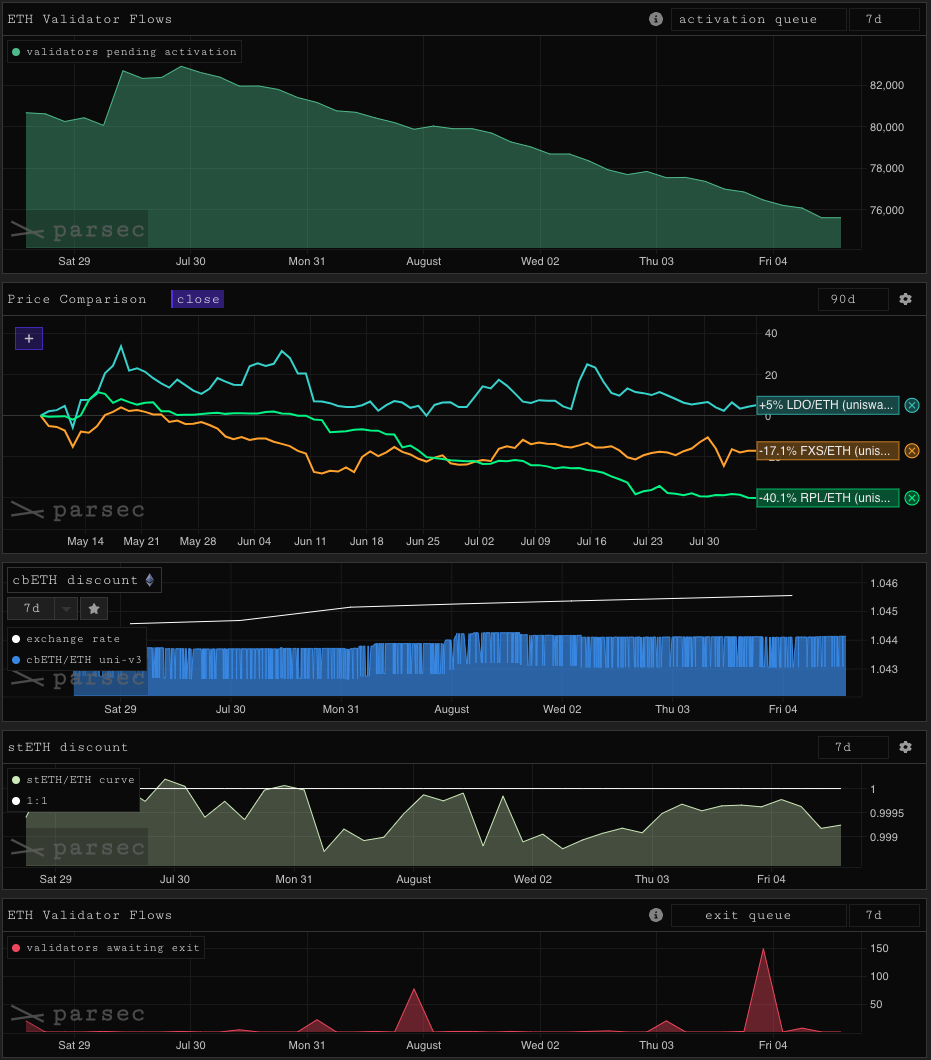 ETH Validator Flows
activation queue
7d
validators pending activation
82,000
80,000
78,000
76,000
parsec
Sat 29 Jul 30 Mon 31 August Wed 02 Thu 03 Fri 04
Price Comparison
close
90d
+
40
20
+5% LDO/ETH (uniswa...
0
-17.1% FXS/ETH (unis...
-20
-40.1% RPL/ETH (unis...
parsec
May 14 May 21 May 28 Jun 04 Jun 11 Jun 18 Jun 25 Jul 02 Jul 09 Jul 16 Jul 23 Jul 30
cbETH discount
7d
exchange rate
cbETH/ETH uni-v3
1.046
1.045
1.044
1.043
parsec
Sat 29 Jul 30 Mon 31 August Wed 02 Thu 03 Fri 04
stETH discount
7d
stETH/ETH curve
1:1
1
0.9995
0.999
parsec
Sat 29 Jul 30 Mon 31 August Wed 02 Thu 03 Fri 04
ETH Validator Flows
exit queue
7d
validators awaiting exit
150
100
50
parsec
Sat 29 Jul 30 Mon 31 August Wed 02 Thu 03 Fri 04